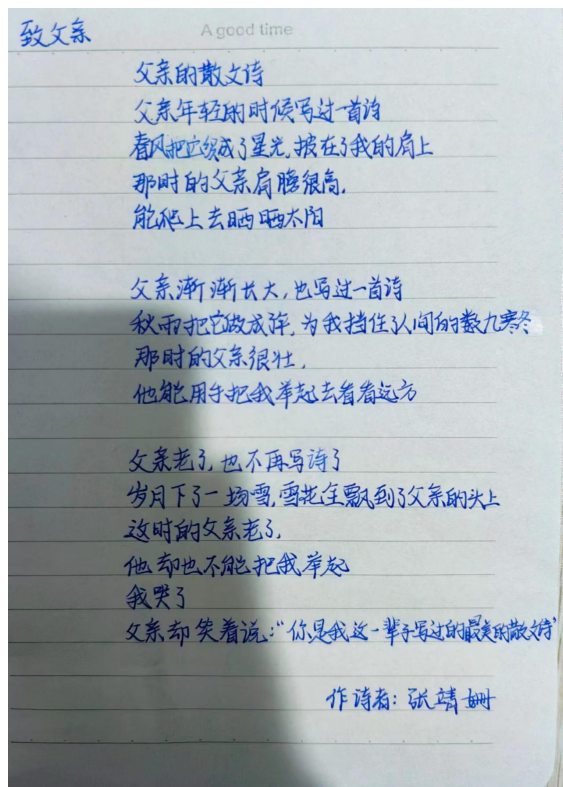 A good time
致父亲
父亲的散文诗
父亲年轻的时候写过一首诗
春风把它织成了星光,披在了我的肩上
那时的父亲肩膀很高,
能爬上去晒晒太阳
父亲渐渐长大,也写过一首诗
秋雨把它做成伞,为我挡住了人间的数九寒冬
那时的父亲很壮,
他能用手把我举起去看看远方
父亲老了,也不再写诗了
岁月下了一场雪,雪花全飘到了父亲的头上
这时的父亲老了,
他却也不能把我举起
我哭了
父亲却笑着说:“你是我这一辈子写过的最美的散文诗”
作诗者:张靖姗